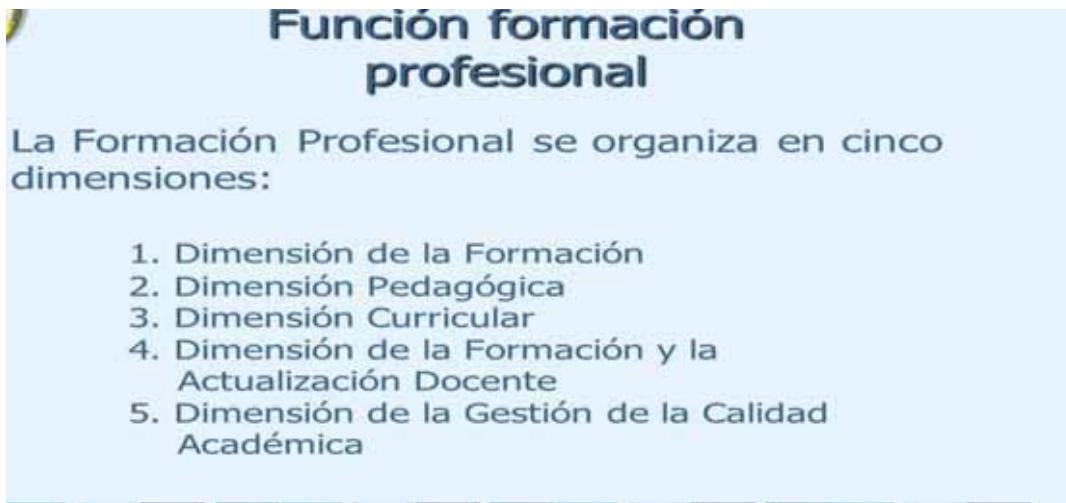 Función formación
profesional
La Formación Profesional se organiza en cinco
dimensiones:
1. Dimensión de la Formación
2. Dimensión Pedagógica
3. Dimensión Curricular
4. Dimensión de la Formación y la
Actualización Docente
5. Dimensión de la Gestión de la Calidad
Académica